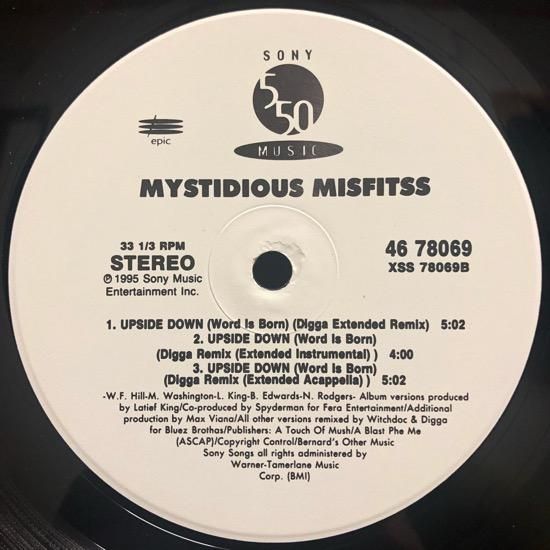 SONY
550
MUSIC
epic
MYSTIDIOUS MISFITSS
33 1/3 RPM
STEREO
℗ 1995 Sony Music
Entertainment Inc.
46 78069
XSS 78069B
1. UPSIDE DOWN (Word Is Born) (Digga Extended Remix) 5:02
2. UPSIDE DOWN (Word Is Born)
(Digga Remix (Extended Instrumental) ) 4:00
3. UPSIDE DOWN (Word Is Born)
(Digga Remix (Extended Acappella) ) 5:02
-W.F. Hill-M. Washington-L. King-B. Edwards-N. Rodgers- Album versions produced
by Latief King/Co-produced by Spyderman for Fera Entertainment/Additional
production by Max Viana/All other versions remixed by Witchdoc & Digga
for Bluez Brothas/Publishers: A Touch Of Mush/A Blast Phe Me
(ASCAP)/Copyright Control/Bernard's Other Music
Sony Songs all rights administered by
Warner-Tamerlane Music
Corp. (BMI)